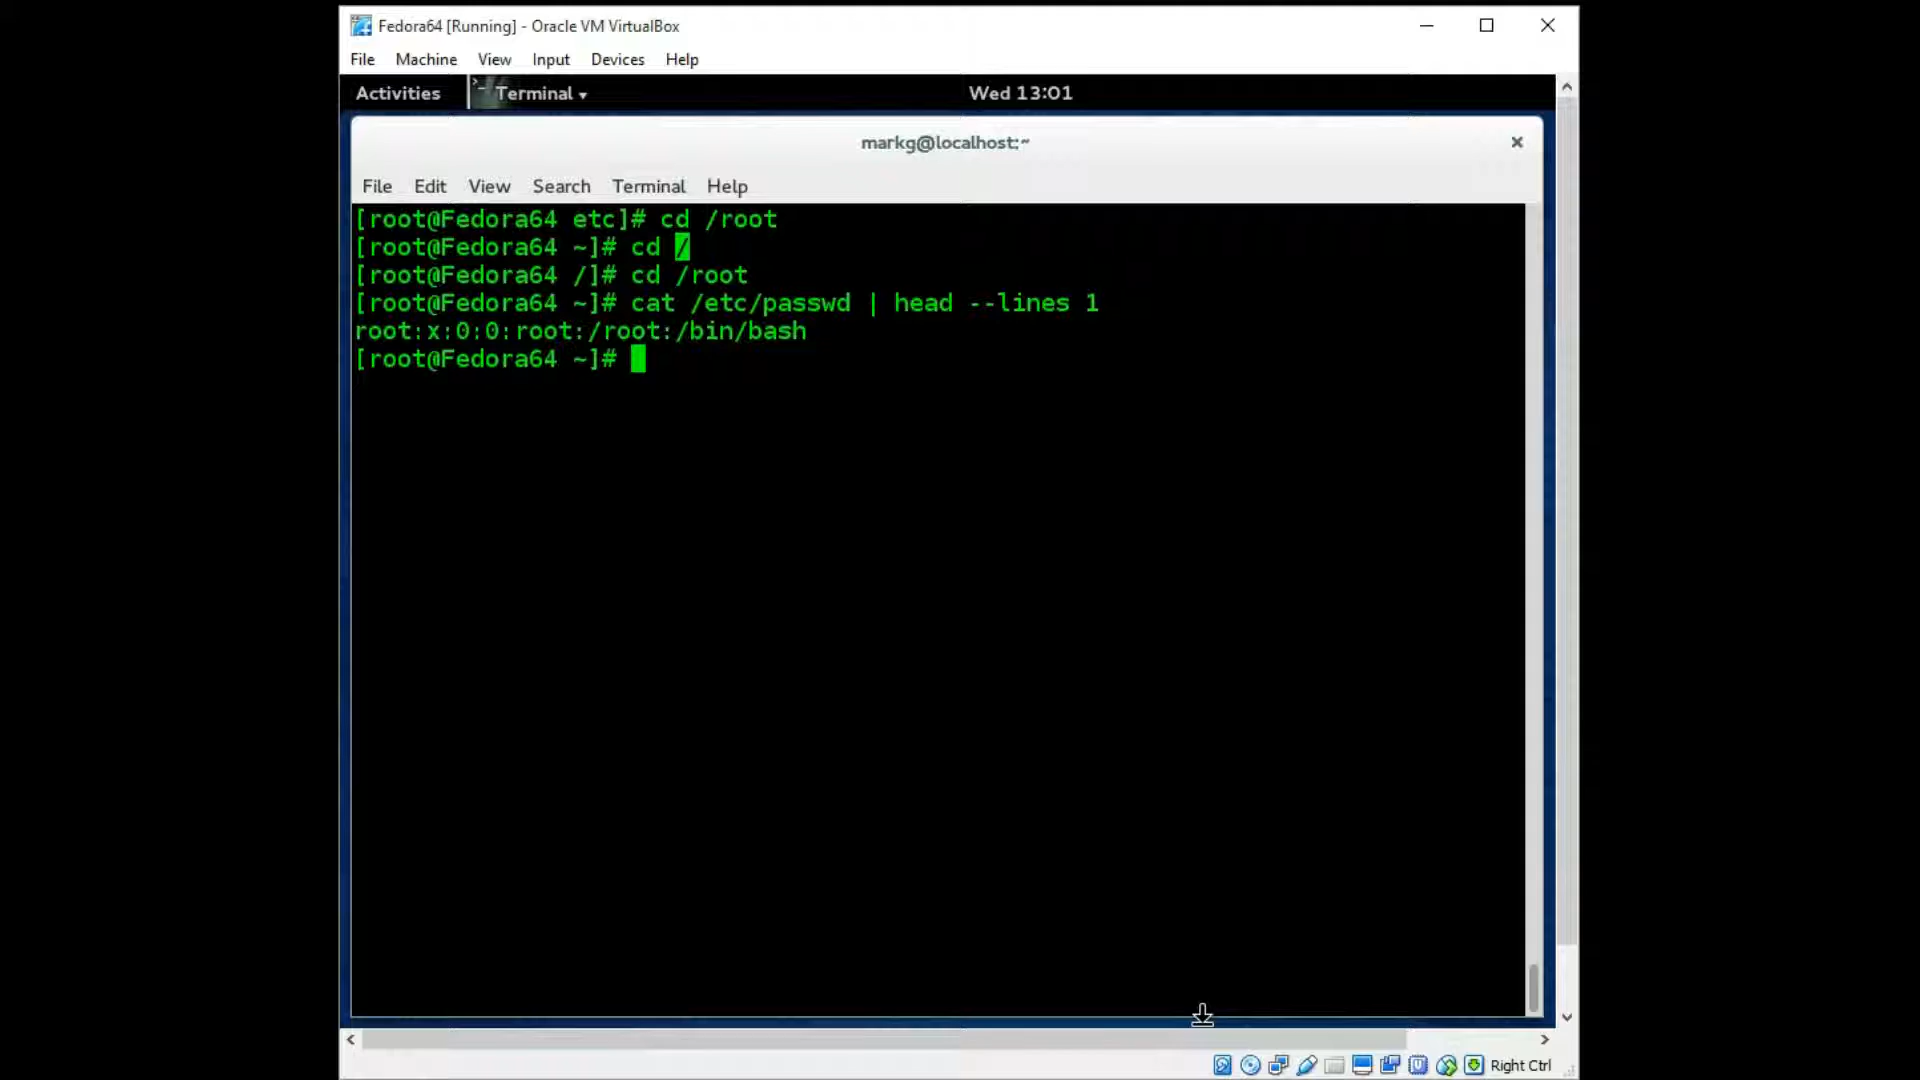 Fedora64 [Running] - Oracle VM VirtualBox
File Machine View Input Devices Help
Activities Terminal Wed 13:01
markg@localhost:~
File Edit View Search Terminal Help
[root@Fedora64 etc]# cd /root
[root@Fedora64 ~]# cd /
[root@Fedora64 /]# cd /root
[root@Fedora64 ~]# cat /etc/passwd | head --lines 1
root:x:0:0:root:/root:/bin/bash
[root@Fedora64 ~]#
Right Ctrl